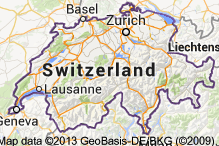 Basel
Zurich
Liechtens
Switzerland
Lausanne
Geneva
Map data ©2013 GeoBasis-DE/BKG (©2009)